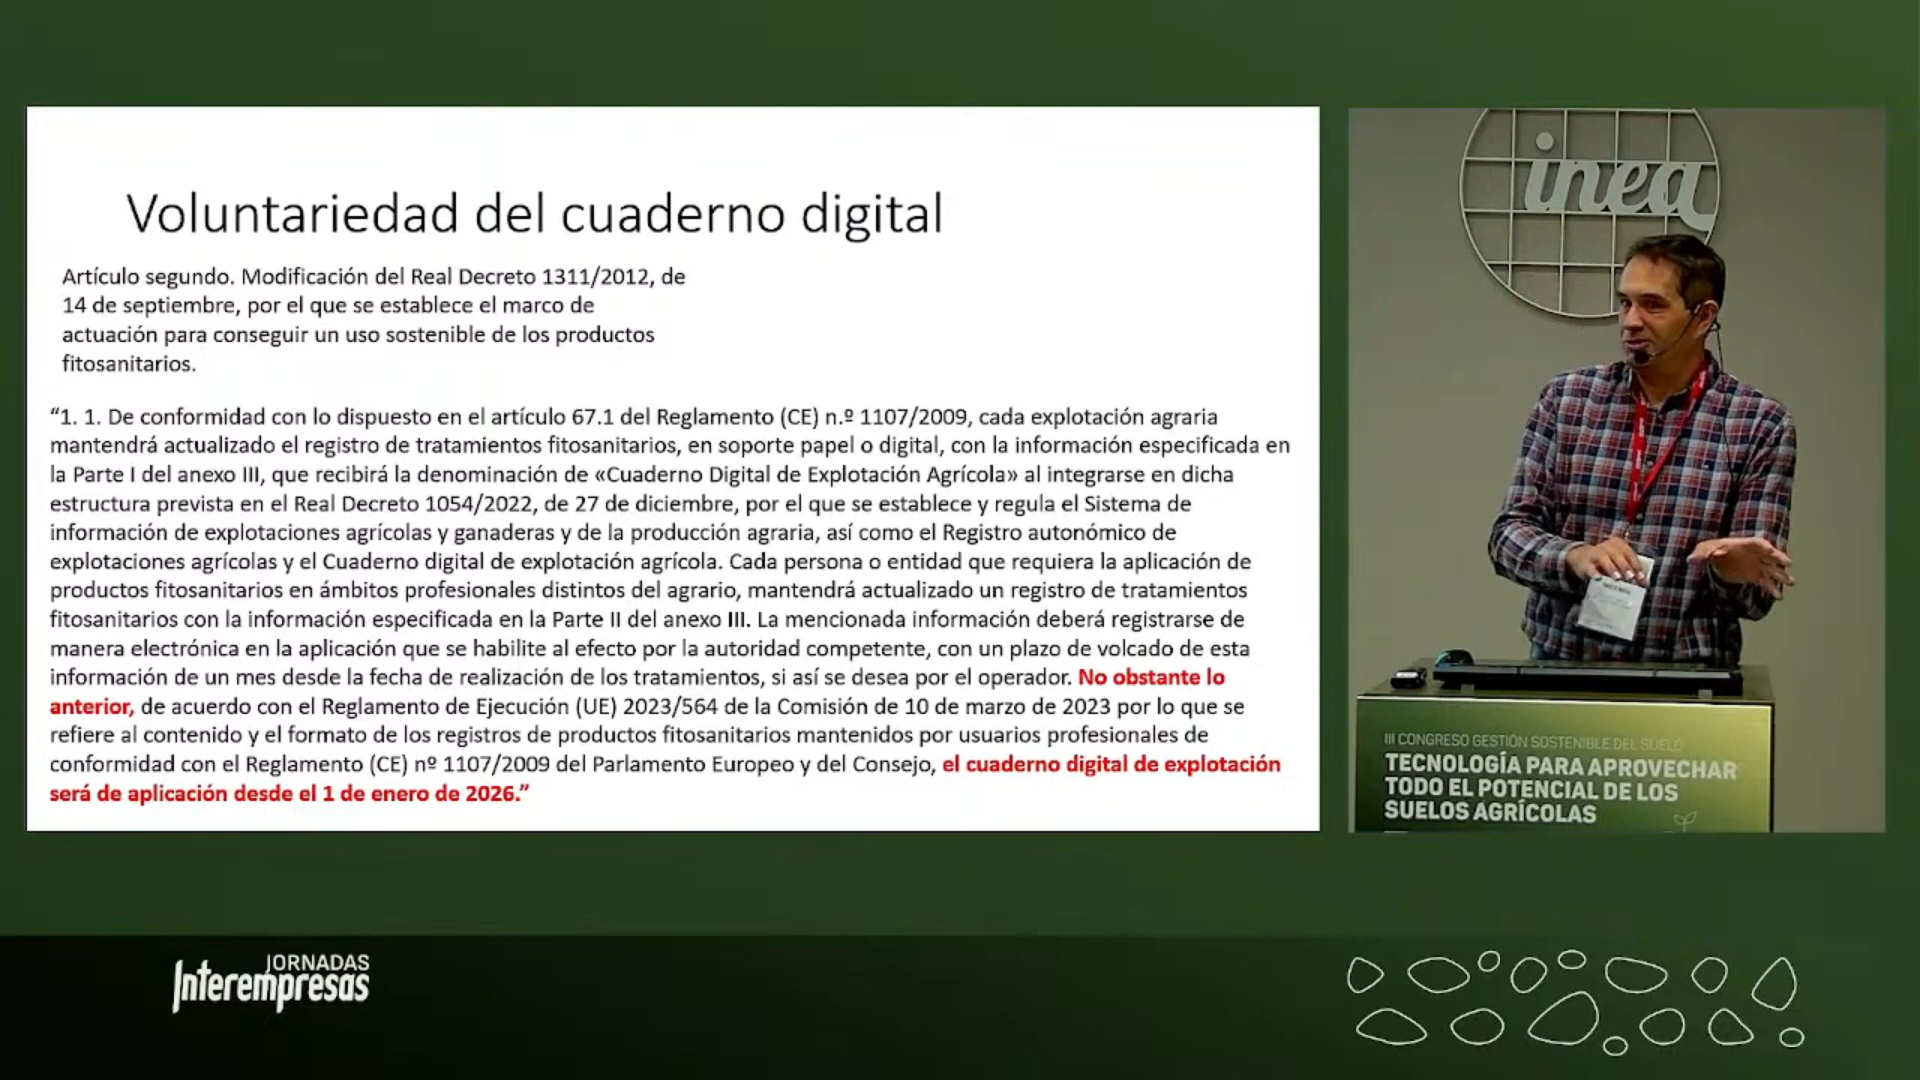 Voluntariedad del cuaderno digital
Artículo segundo. Modificación del Real Decreto 1311/2012, de
14 de septiembre, por el que se establece el marco de
actuación para conseguir un uso sostenible de los productos
fitosanitarios.
“1. 1. De conformidad con lo dispuesto en el artículo 67.1 del Reglamento (CE) n.º 1107/2009, cada explotación agraria
mantendrá actualizado el registro de tratamientos fitosanitarios, en soporte papel o digital, con la información especificada en
la Parte I del anexo III, que recibirá la denominación de «Cuaderno Digital de Explotación Agrícola» al integrarse en dicha
estructura prevista en el Real Decreto 1054/2022, de 27 de diciembre, por el que se establece y regula el Sistema de
información de explotaciones agrícolas y ganaderas y de la producción agraria, así como el Registro autonómico de
explotaciones agrícolas y el Cuaderno digital de explotación agrícola. Cada persona o entidad que requiera la aplicación de
productos fitosanitarios en ámbitos profesionales distintos del agrario, mantendrá actualizado un registro de tratamientos
fitosanitarios con la información especificada en la Parte II del anexo III. La mencionada información deberá registrarse de
manera electrónica en la aplicación que se habilite al efecto por la autoridad competente, con un plazo de volcado de esta
información de un mes desde la fecha de realización de los tratamientos, si así se desea por el operador. No obstante lo
anterior, de acuerdo con el Reglamento de Ejecución (UE) 2023/564 de la Comisión de 10 de marzo de 2023 por lo que se
refiere al contenido y el formato de los registros de productos fitosanitarios mantenidos por usuarios profesionales de
conformidad con el Reglamento (CE) nº 1107/2009 del Parlamento Europeo y del Consejo, el cuaderno digital de explotación
será de aplicación desde el 1 de enero de 2026.”
inea
III CONGRESO GESTIÓN SOSTENIBLE DEL SUELO
TECNOLOGÍA PARA APROVECHAR
TODO EL POTENCIAL DE LOS
SUELOS AGRÍCOLAS
JORNADAS
Interempresas